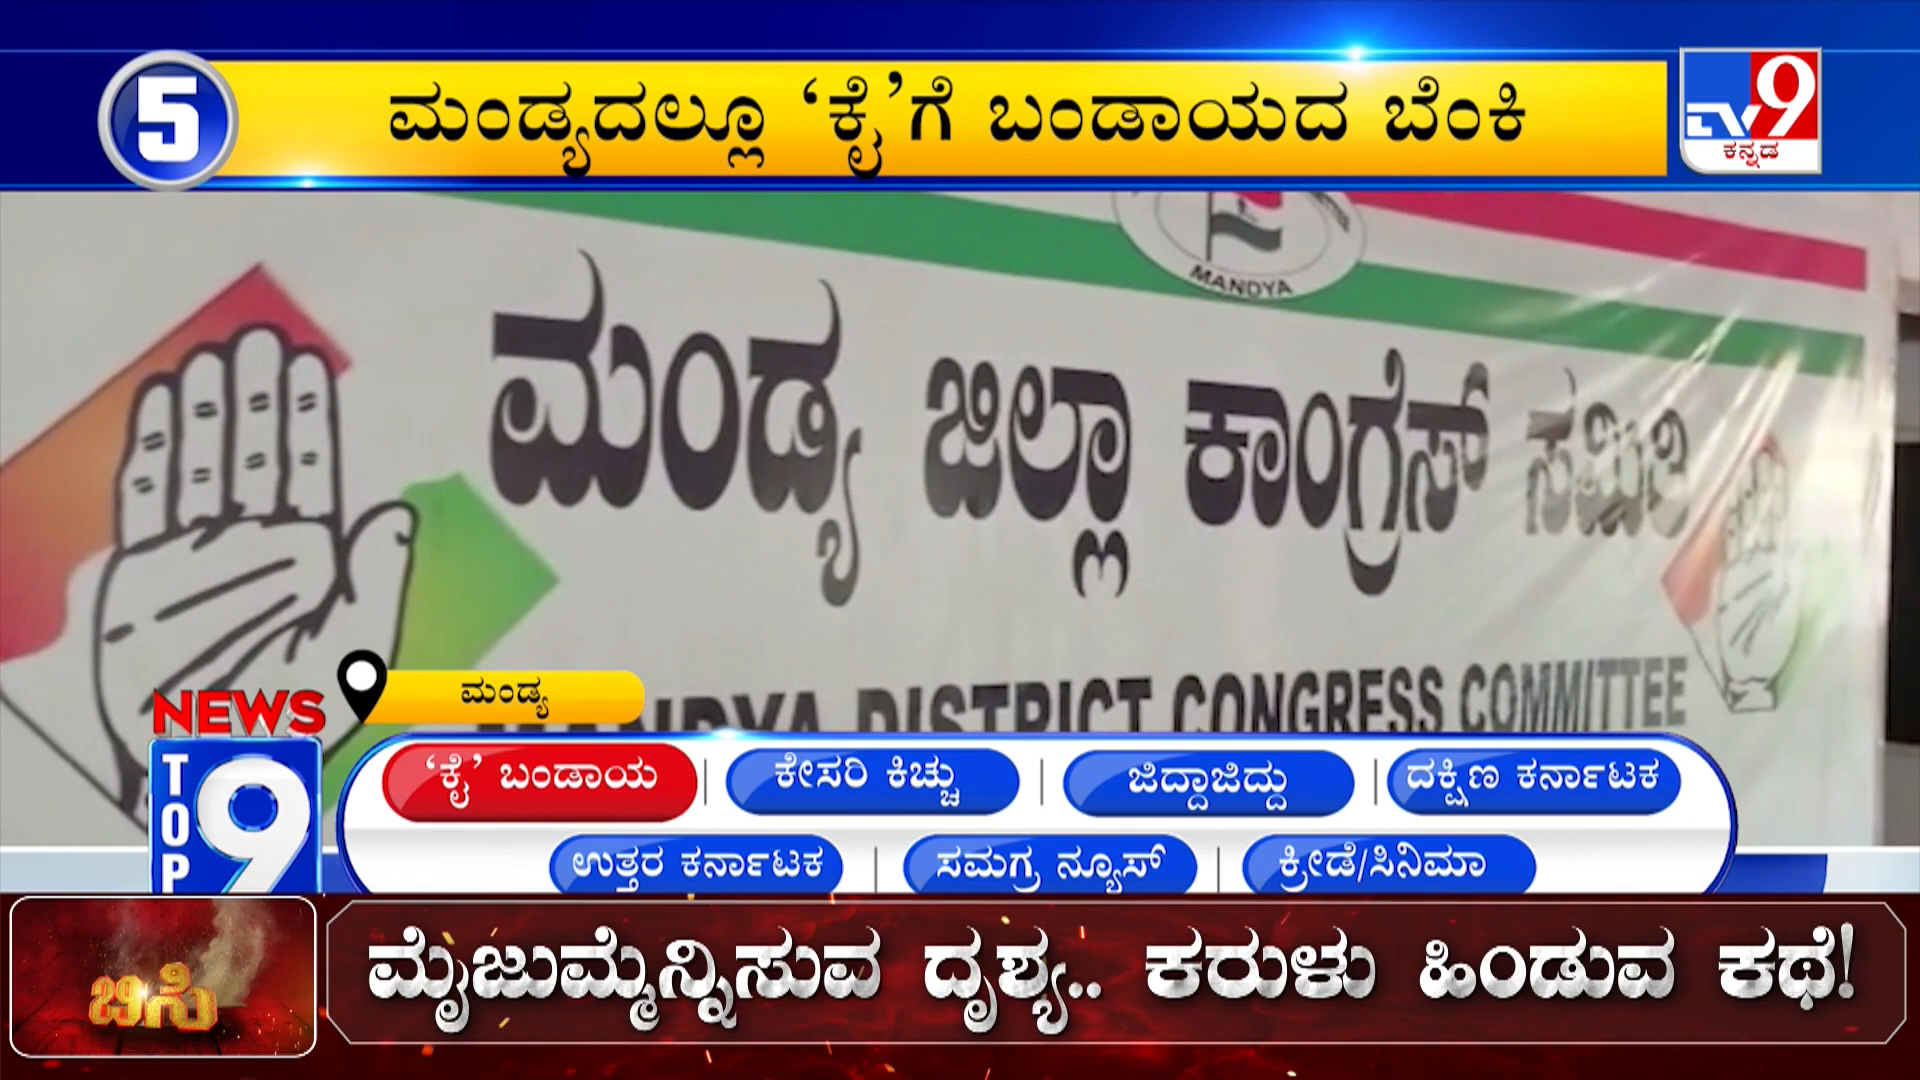 5
ಮಂಡ್ಯದಲ್ಲೂ ‘ಕೈ’ಗೆ ಬಂಡಾಯದ ಬೆಂಕಿ
TV9
ಕನ್ನಡ
MANDYA
ಮಂಡ್ಯ ಜಿಲ್ಲಾ ಕಾಂಗ್ರೆಸ್ ಸಮಿತಿ
DISTRICT CONGRESS COMMITTEE
ಮಂಡ್ಯ
NEWS
TOP 9
‘ಕೈ’ ಬಂಡಾಯ
ಕೇಸರಿ ಕಿಚ್ಚು
ಜಿದ್ದಾಜಿದ್ದು
ದಕ್ಷಿಣ ಕರ್ನಾಟಕ
ಉತ್ತರ ಕರ್ನಾಟಕ
ಸಮಗ್ರ ನ್ಯೂಸ್
ಕ್ರೀಡೆ/ಸಿನಿಮಾ
ಬಿಸಿ
ಮೈಜುಮ್ಮೆನ್ನಿಸುವ ದೃಶ್ಯ.. ಕರುಳು ಹಿಂಡುವ ಕಥೆ!